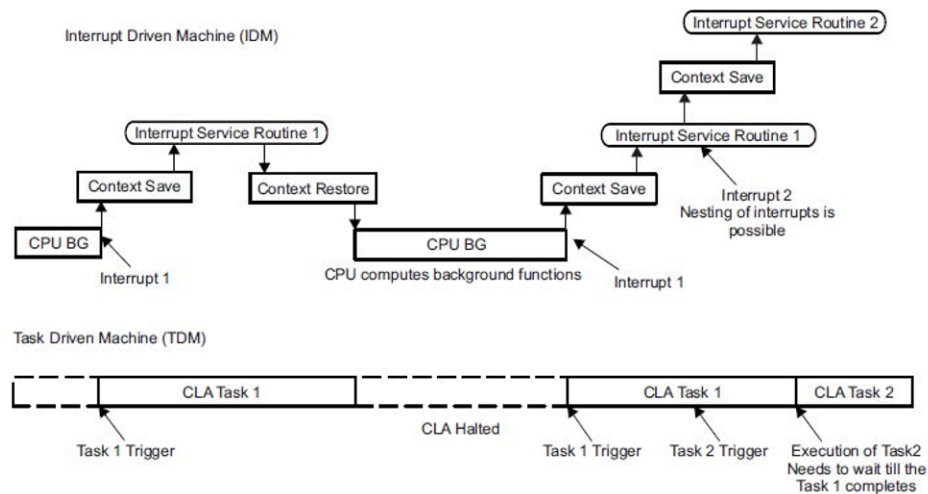 Interrupt Driven Machine (IDM)
Interrupt Service Routine 2
Context Save
Interrupt Service Routine 1
Interrupt Service Routine 1
Context Save
Context Restore
Context Save
Interrupt 2
Nesting of interrupts is
possible
CPU BG
CPU BG
Interrupt 1
CPU computes background functions
Interrupt 1
Task Driven Machine (TDM)
CLA Task 1
CLA Task 1
CLA Task 2
CLA Halted
Task 1 Trigger
Task 1 Trigger
Task 2 Trigger
Execution of Task2
Needs to wait till the
Task 1 completes